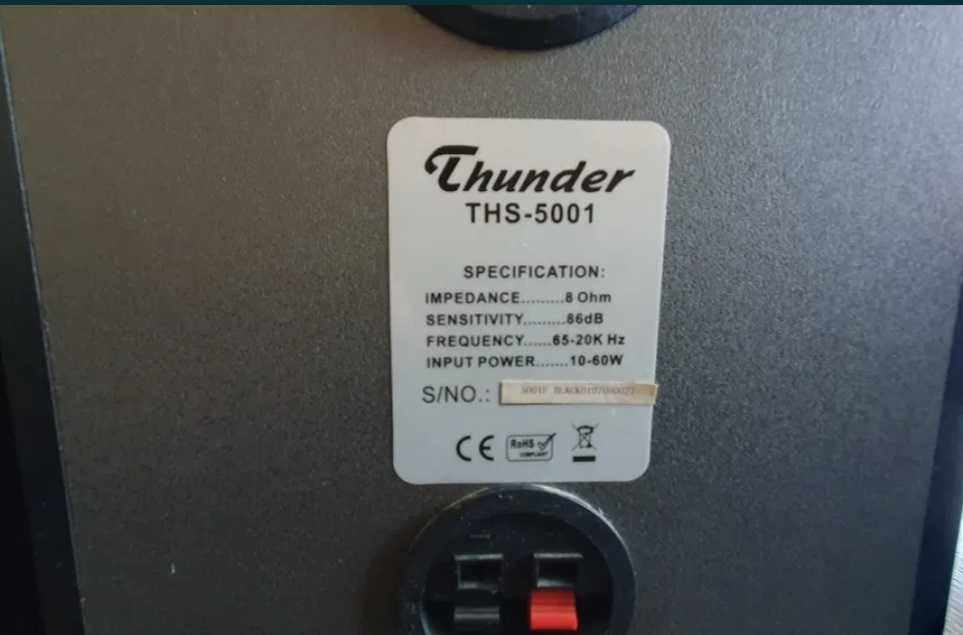 Thunder
THS-5001
SPECIFICATION:
IMPEDANCE.........8 Ohm
SENSITIVITY.........86dB
FREQUENCY......65-20K Hz
INPUT POWER.......10-60W
S/NO.:
CE
RoHS
COMPLIANT